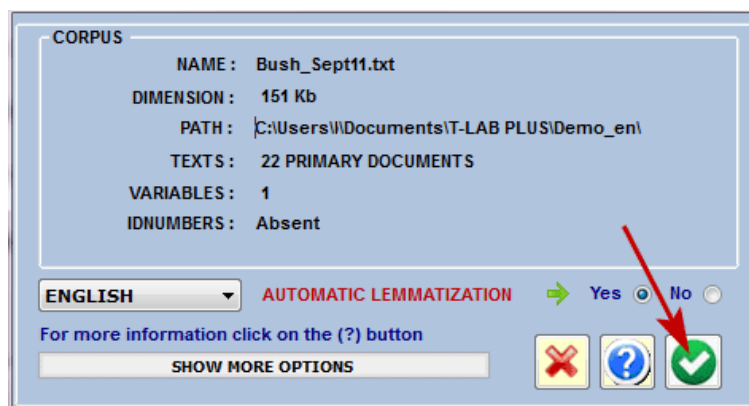 CORPUS
NAME : Bush_Sept11.txt
DIMENSION : 151 Kb
PATH : C:\Users\I\Documents\T-LAB PLUS\Demo_en\
TEXTS : 22 PRIMARY DOCUMENTS
VARIABLES : 1
IDNUMBERS : Absent
ENGLISH AUTOMATIC LEMMATIZATION Yes No
For more information click on the (?) button
SHOW MORE OPTIONS
?